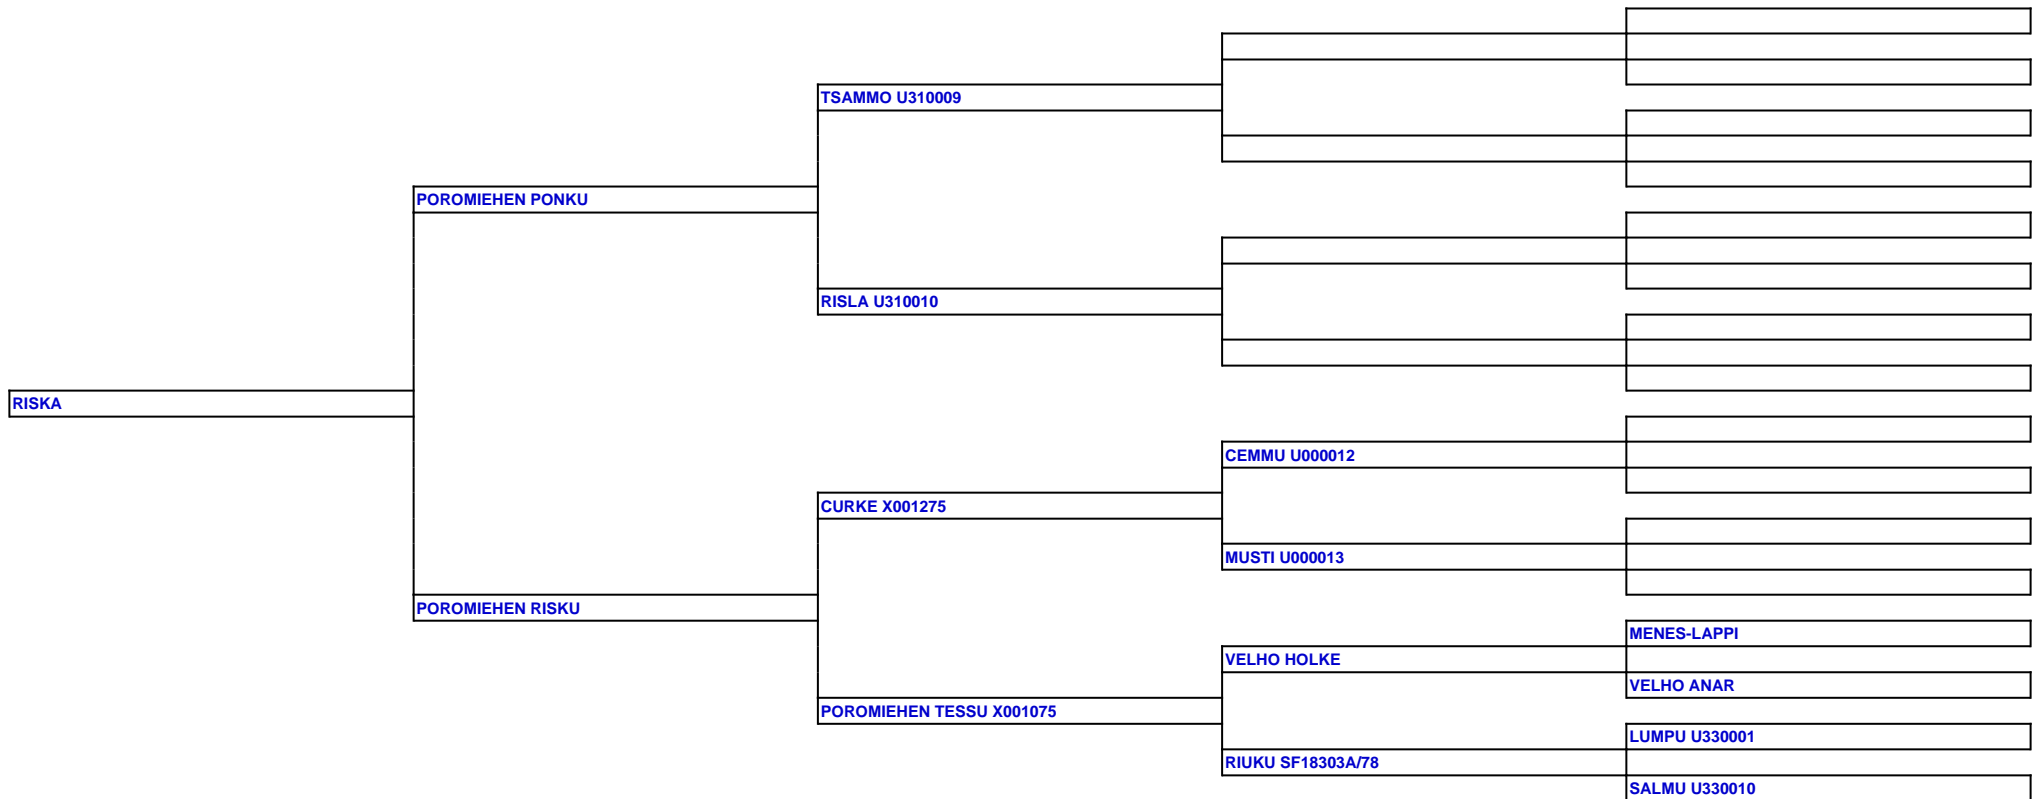 TSAMMO U310009
POROMIEHEN PONKU
RISLA U310010
RISKA
CEMMU U000012
CURKE X001275
MUSTI U000013
POROMIEHEN RISKU
MENES-LAPPI
VELHO HOLKE
VELHO ANAR
POROMIEHEN TESSU X001075
LUMPU U330001
RIUKU SF18303A/78
SALMU U330010